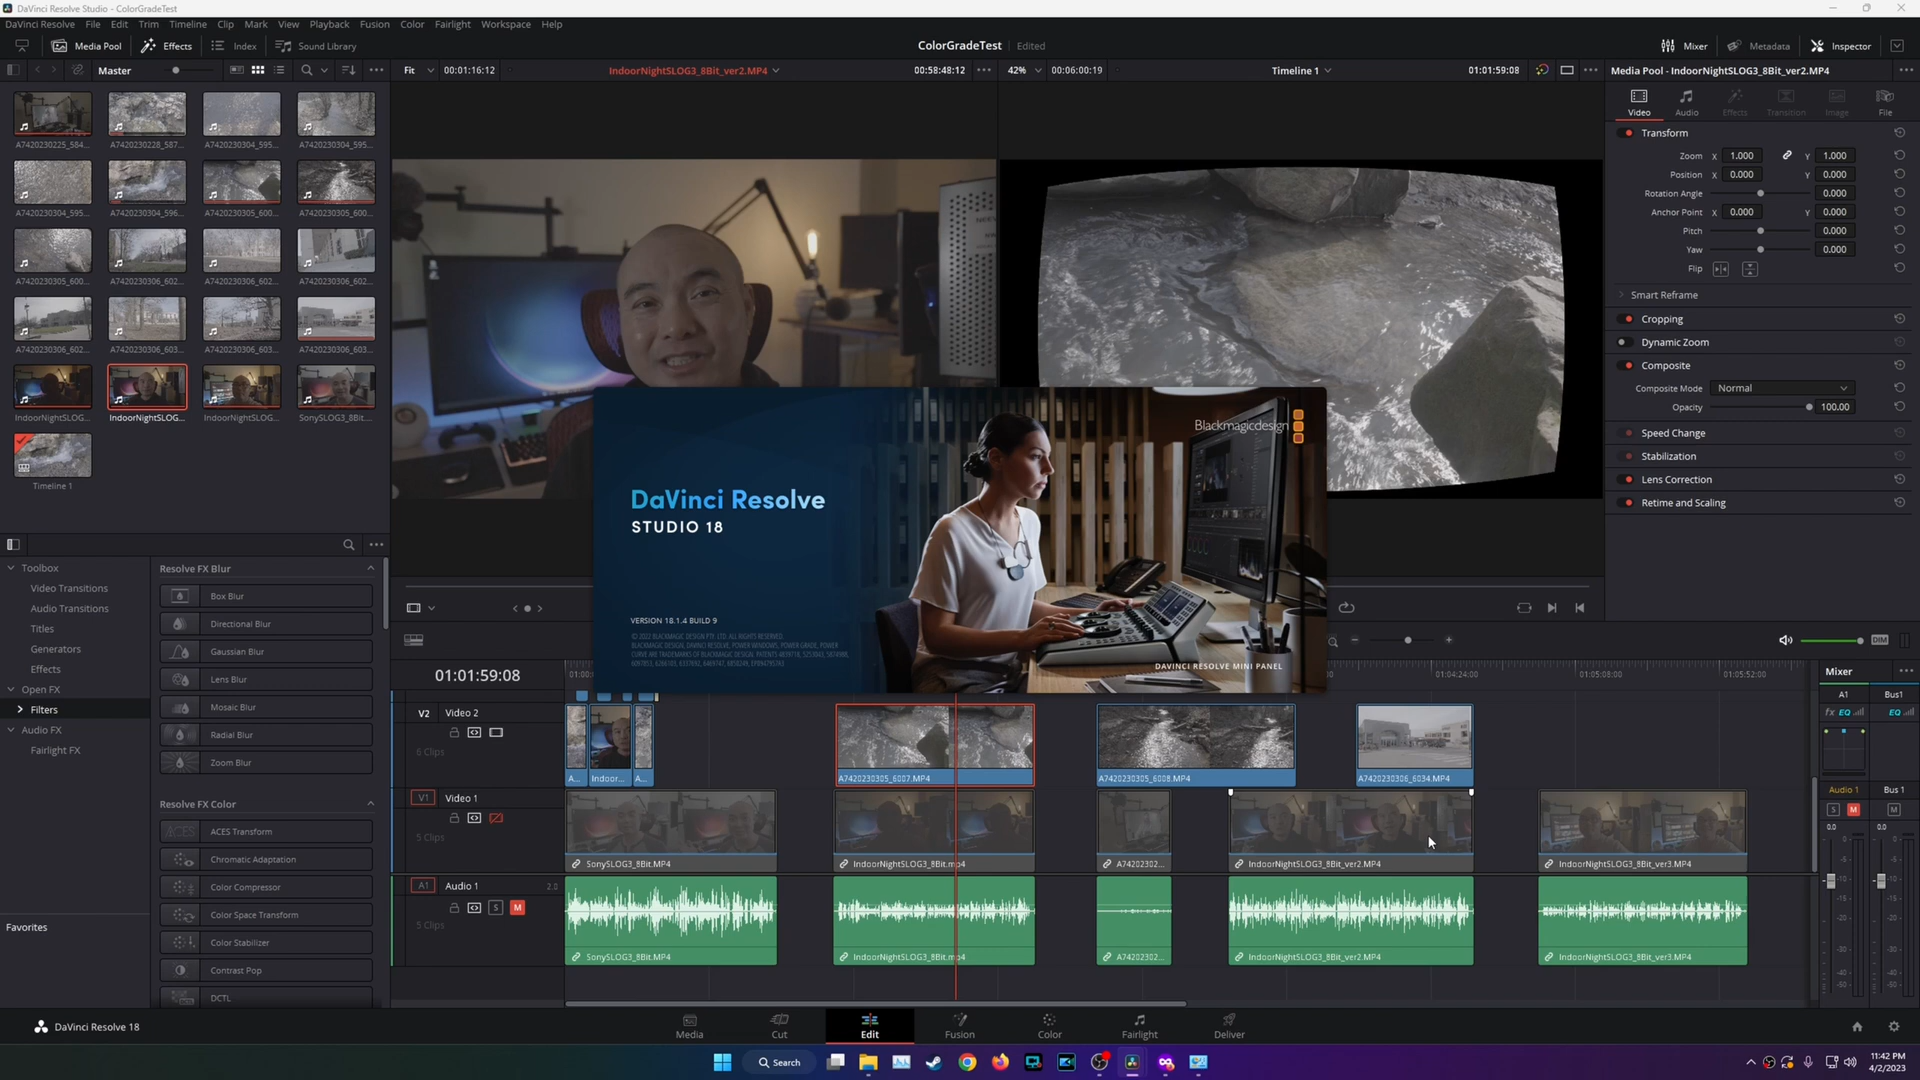 DaVinci Resolve Studio - ColorGradeTest
DaVinci Resolve File Edit Trim Timeline Clip Mark View Playback Fusion Color Fairlight Workspace Help
Media Pool Effects Index Sound Library ColorGradeTest Edited Mixer Metadata Inspector
Master Fit 00:01:16:12 IndoorNightSLOG3_8Bit_ver2.MP4 00:58:48:12 42% 00:06:00:19 Timeline 1 01:01:59:08 Media Pool - IndoorNightSLOG3_8Bit_ver2.MP4
Video Audio Effects Transition Image File
A7420230225_584... A7420230228_587... A7420230304_595... A7420230304_595...
A7420230304_595... A7420230304_596... A7420230305_600... A7420230305_600...
A7420230305_600... A7420230306_602... A7420230306_602... A7420230306_602...
A7420230306_602... A7420230306_603... A7420230306_603... A7420230306_603...
IndoorNightSLOG... IndoorNightSLOG... IndoorNightSLOG... SonySLOG3_8Bit...
Timeline 1
Transform
Zoom X 1.000 Y 1.000
Position X 0.000 Y 0.000
Rotation Angle 0.000
Anchor Point X 0.000 Y 0.000
Pitch 0.000
Yaw 0.000
Flip
Smart Reframe
Cropping
Dynamic Zoom
Composite
Composite Mode Normal
Opacity 100.00
Speed Change
Stabilization
Lens Correction
Retime and Scaling
Blackmagicdesign
DaVinci Resolve
STUDIO 18
VERSION 18.1.4 BUILD 9
DAVINCI RESOLVE MINI PANEL
Toolbox
Video Transitions
Audio Transitions
Titles
Generators
Effects
Open FX
Filters
Audio FX
Fairlight FX
Favorites
Resolve FX Blur
Box Blur
Directional Blur
Gaussian Blur
Lens Blur
Mosaic Blur
Radial Blur
Zoom Blur
Resolve FX Color
ACES Transform
Chromatic Adaptation
Color Compressor
Color Space Transform
Color Stabilizer
Contrast Pop
DCTL
DIM
01:01:59:08 01:04:24:00 01:05:08:00 01:05:52:00
V2 Video 2
6 Clips
A... Indoor... A... A7420230305_6007.MP4 A7420230305_6008.MP4 A7420230306_6034.MP4
V1 Video 1
5 Clips
SonySLOG3_8Bit.MP4 IndoorNightSLOG3_8Bit.mp4 A74202302... IndoorNightSLOG3_8Bit_ver2.MP4 IndoorNightSLOG3_8Bit_ver3.MP4
A1 Audio 1 2.0
S M
5 Clips
SonySLOG3_8Bit.MP4 IndoorNightSLOG3_8Bit.mp4 A74202302... IndoorNightSLOG3_8Bit_ver2.MP4 IndoorNightSLOG3_8Bit_ver3.MP4
Mixer
A1 Bus1
fx EQ EQ
Audio 1 Bus 1
S M M
0.0 0.0
DaVinci Resolve 18 Media Cut Edit Fusion Color Fairlight Deliver
Search
11:42 PM
4/2/2023